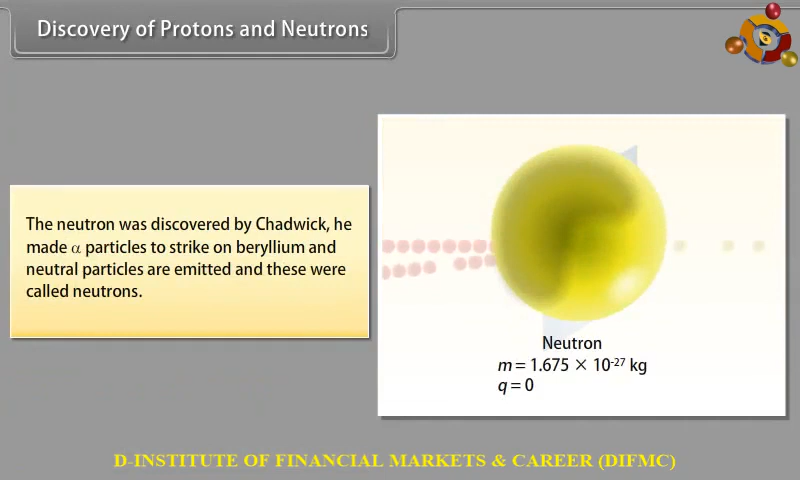 Discovery of Protons and Neutrons
The neutron was discovered by Chadwick, he
made α particles to strike on beryllium and
neutral particles are emitted and these were
called neutrons.
Neutron
m = 1.675 × 10⁻²⁷ kg
q = 0
D-INSTITUTE OF FINANCIAL MARKETS & CAREER (DIFMC)